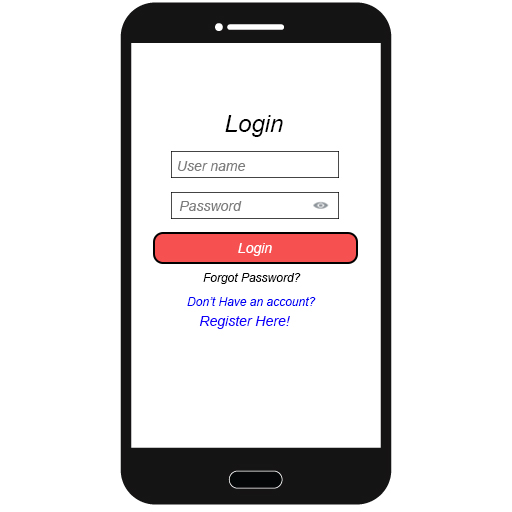 Login
User name
Password
Login
Forgot Password?
Don't Have an account?
Register Here!